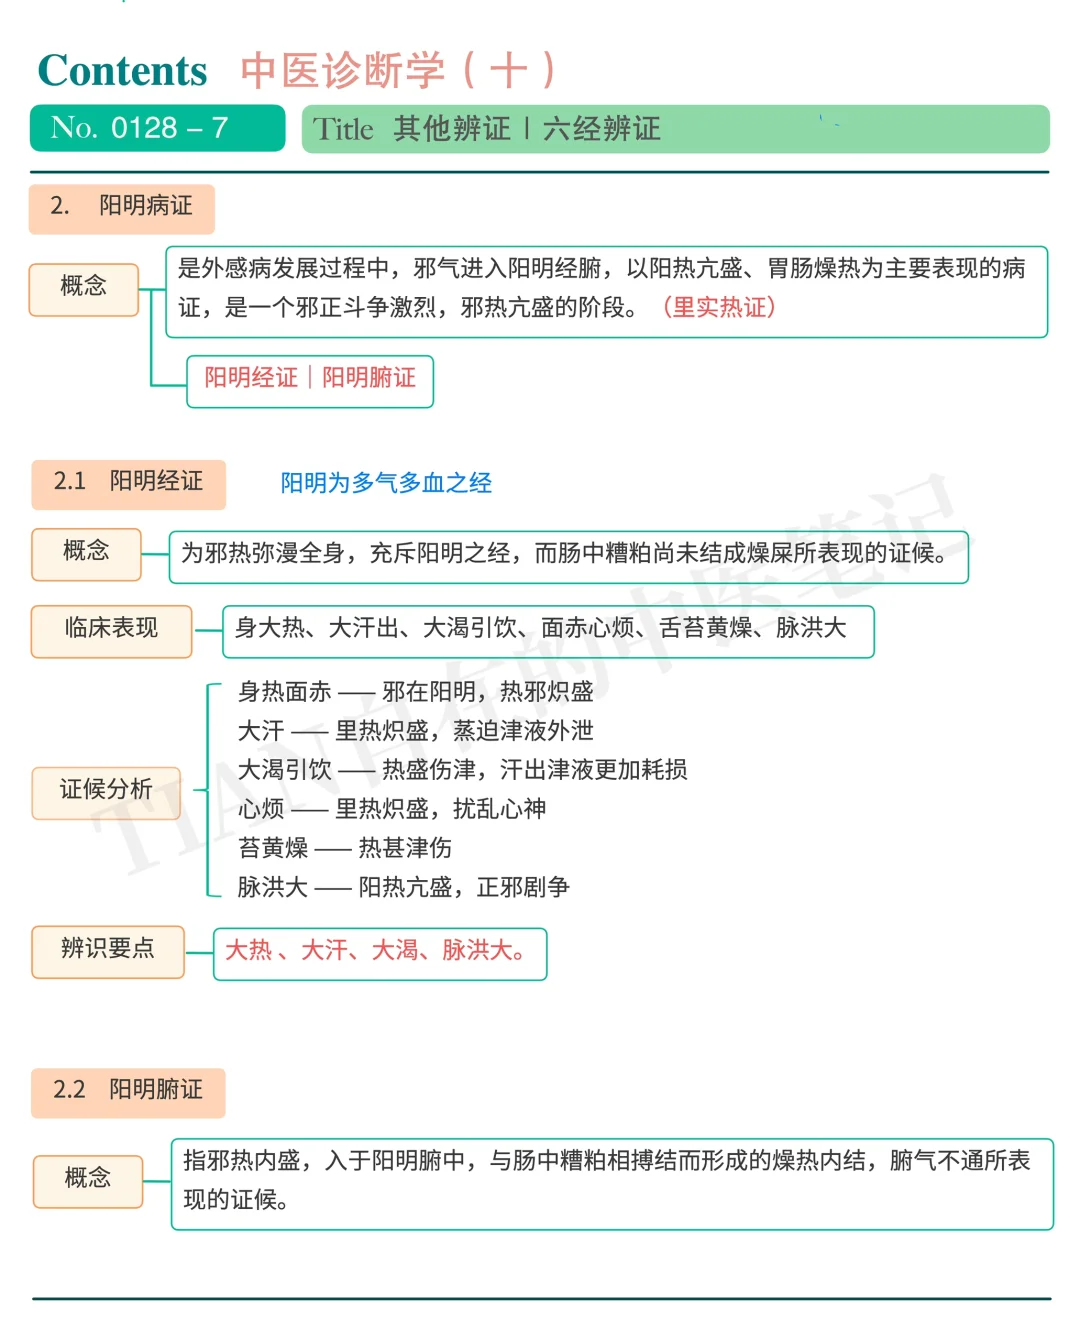 Contents 中医诊断学（十）
No. 0128 – 7
Title 其他辨证 | 六经辨证
2. 阳明病证
概念
是外感病发展过程中，邪气进入阳明经腑，以阳热亢盛、胃肠燥热为主要表现的病
证，是一个邪正斗争激烈，邪热亢盛的阶段。（里实热证）
阳明经证｜阳明腑证
2.1 阳明经证
阳明为多气多血之经
概念
为邪热弥漫全身，充斥阳明之经，而肠中糟粕尚未结成燥屎所表现的证候。
临床表现
身大热、大汗出、大渴引饮、面赤心烦、舌苔黄燥、脉洪大
证候分析
身热面赤 —— 邪在阳明，热邪炽盛
大汗 —— 里热炽盛，蒸迫津液外泄
大渴引饮 —— 热盛伤津，汗出津液更加耗损
心烦 —— 里热炽盛，扰乱心神
苔黄燥 —— 热甚津伤
脉洪大 —— 阳热亢盛，正邪剧争
辨识要点
大热 、大汗、大渴、脉洪大。
2.2 阳明腑证
概念
指邪热内盛，入于阳明腑中，与肠中糟粕相搏结而形成的燥热内结，腑气不通所表
现的证候。
TIAN自在的中医笔记